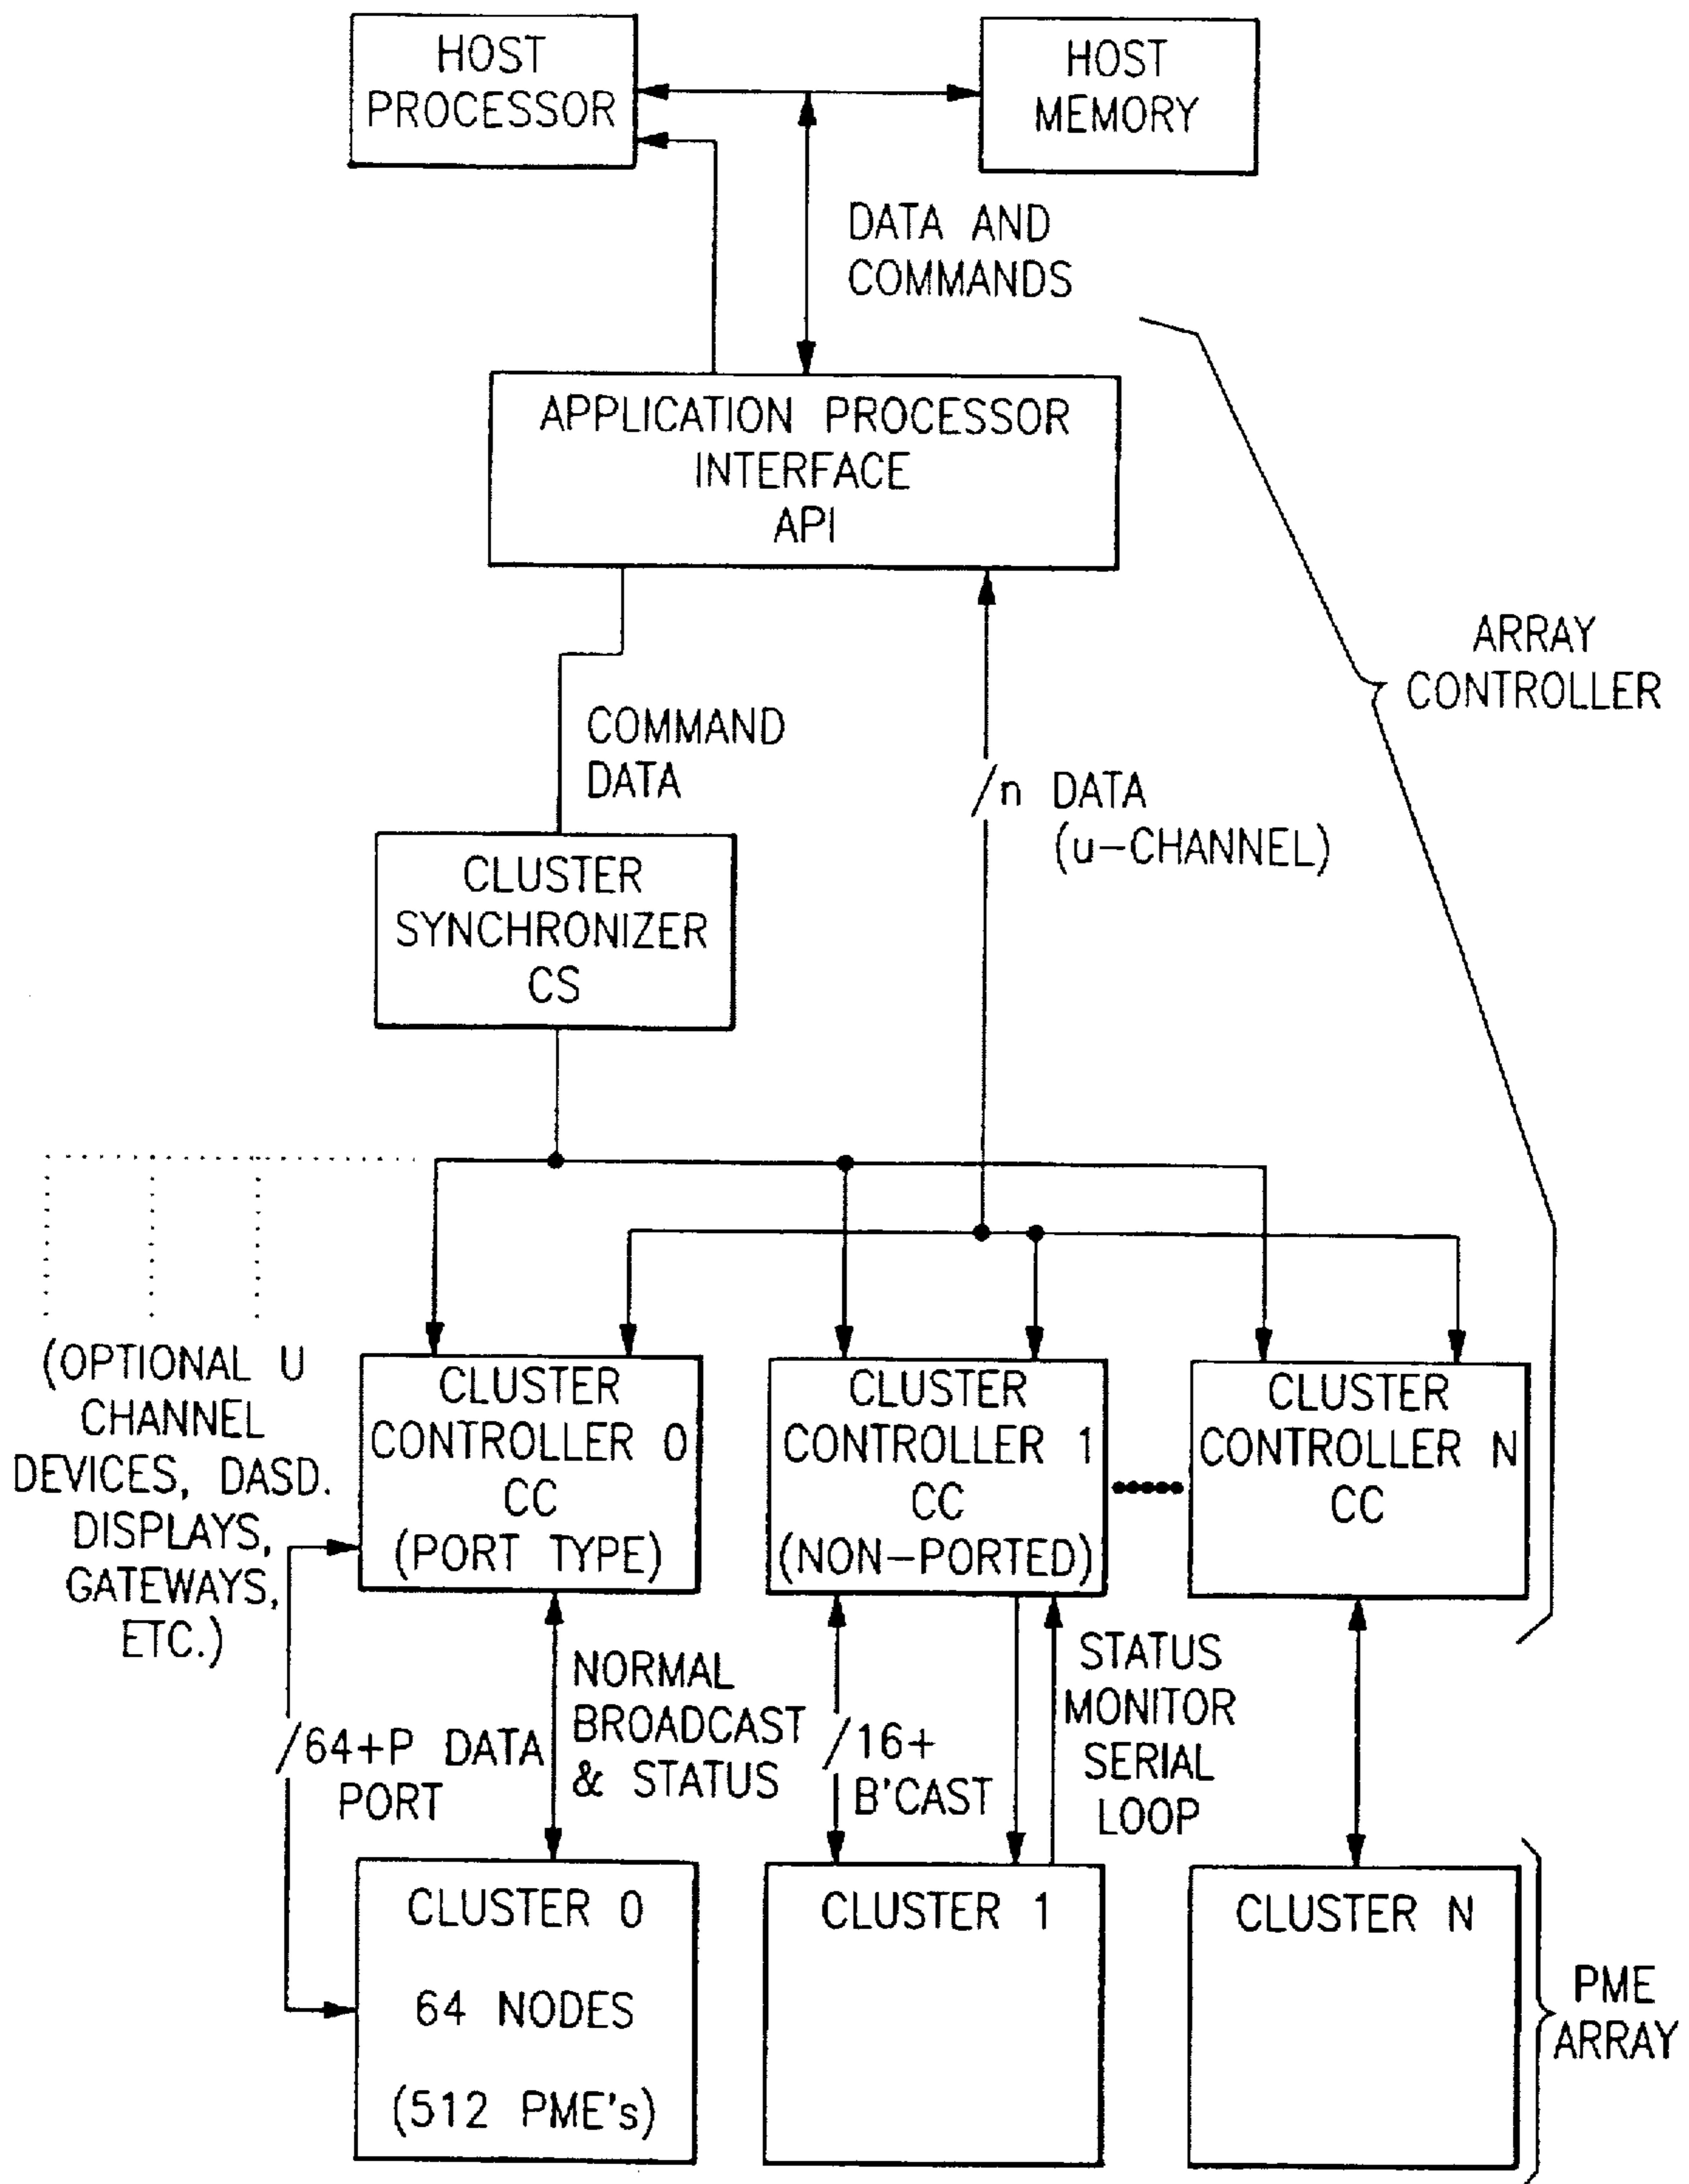 HOST
PROCESSOR
HOST
MEMORY
DATA AND
COMMANDS
APPLICATION PROCESSOR
INTERFACE
API
ARRAY
CONTROLLER
COMMAND
DATA
/n DATA
(u-CHANNEL)
CLUSTER
SYNCHRONIZER
CS
(OPTIONAL U
CHANNEL
DEVICES, DASD.
DISPLAYS,
GATEWAYS,
ETC.)
CLUSTER
CONTROLLER 0
CC
(PORT TYPE)
CLUSTER
CONTROLLER 1
CC
(NON-PORTED)
CLUSTER
CONTROLLER N
CC
/64+P DATA
PORT
NORMAL
BROADCAST
& STATUS
/16+
B'CAST
STATUS
MONITOR
SERIAL
LOOP
CLUSTER 0
64 NODES
(512 PME's)
CLUSTER 1
CLUSTER N
PME
ARRAY